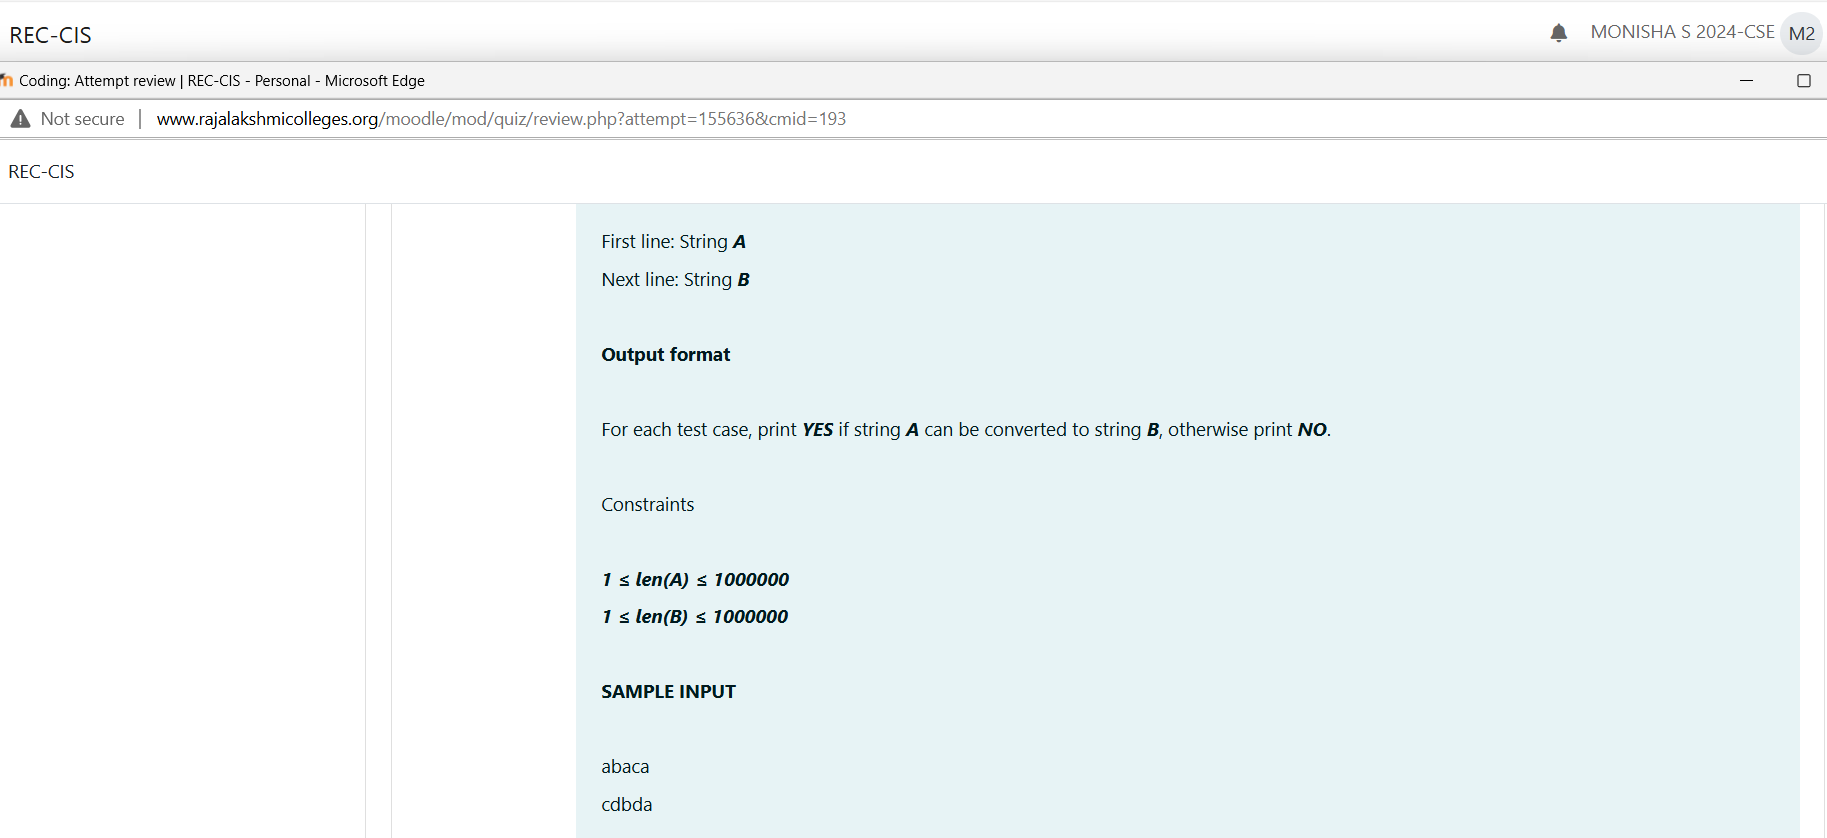 REC-CIS
MONISHA S 2024-CSE M2
Coding: Attempt review | REC-CIS - Personal - Microsoft Edge
Not secure | www.rajalakshmicolleges.org/moodle/mod/quiz/review.php?attempt=155636&cmid=193
REC-CIS
First line: String A
Next line: String B
Output format
For each test case, print YES if string A can be converted to string B, otherwise print NO.
Constraints
1 ≤ len(A) ≤ 1000000
1 ≤ len(B) ≤ 1000000
SAMPLE INPUT
abaca
cdbda